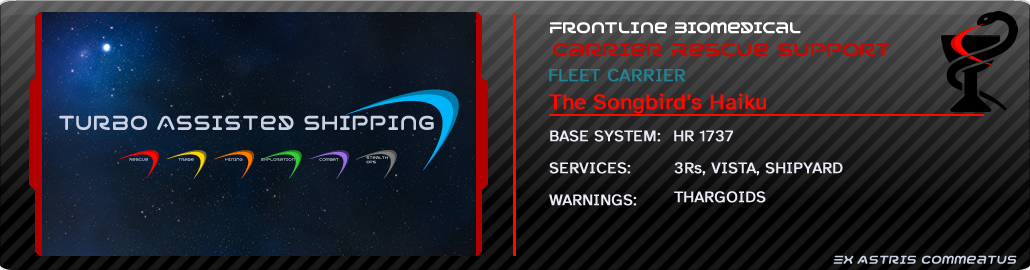 TURBO ASSISTED SHIPPING
RESCUE
TRADE
MINING
EXPLORATION
COMBAT
STEALTH
OPS
FRONTLINE BIOMEDICAL
CARRIER RESCUE SUPPORT
FLEET CARRIER
The Songbird's Haiku
BASE SYSTEM: HR 1737
SERVICES: 3Rs, VISTA, SHIPYARD
WARNINGS: THARGOIDS
EX ASTRIS COMMEATUS